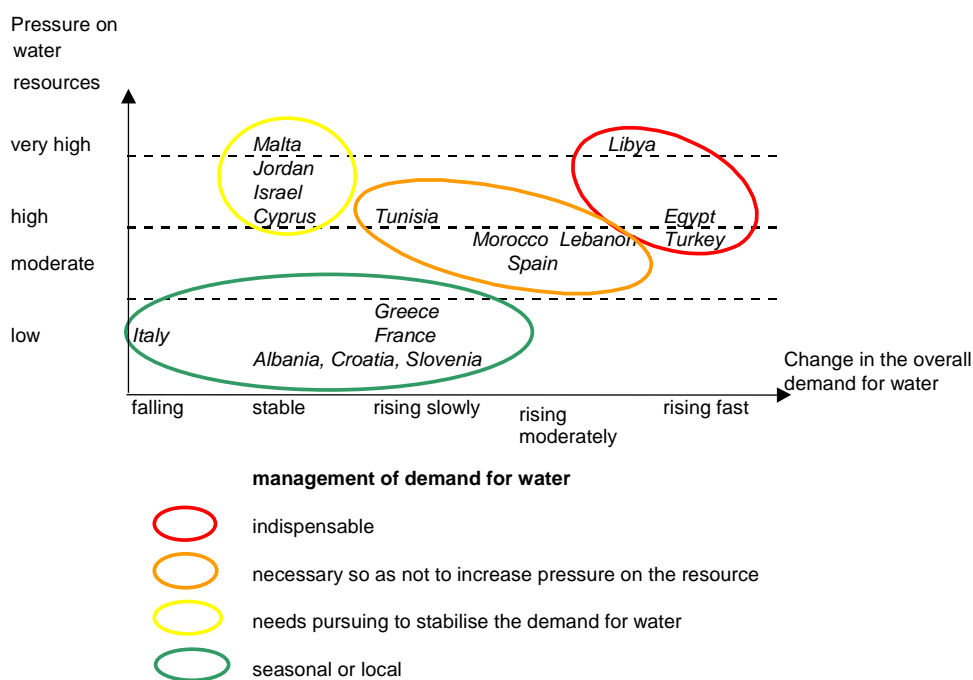 Pressure on
water
resources
very high
Malta
Libya
Jordan
Israel
high
Cyprus
Tunisia
Egypt
Morocco
Lebanon
Turkey
moderate
Spain
Greece
low
Italy
France
Albania, Croatia, Slovenia
Change in the overall
demand for water
falling
stable
rising slowly
rising
moderately
rising fast
management of demand for water
indispensable
necessary so as not to increase pressure on the resource
needs pursuing to stabilise the demand for water
seasonal or local